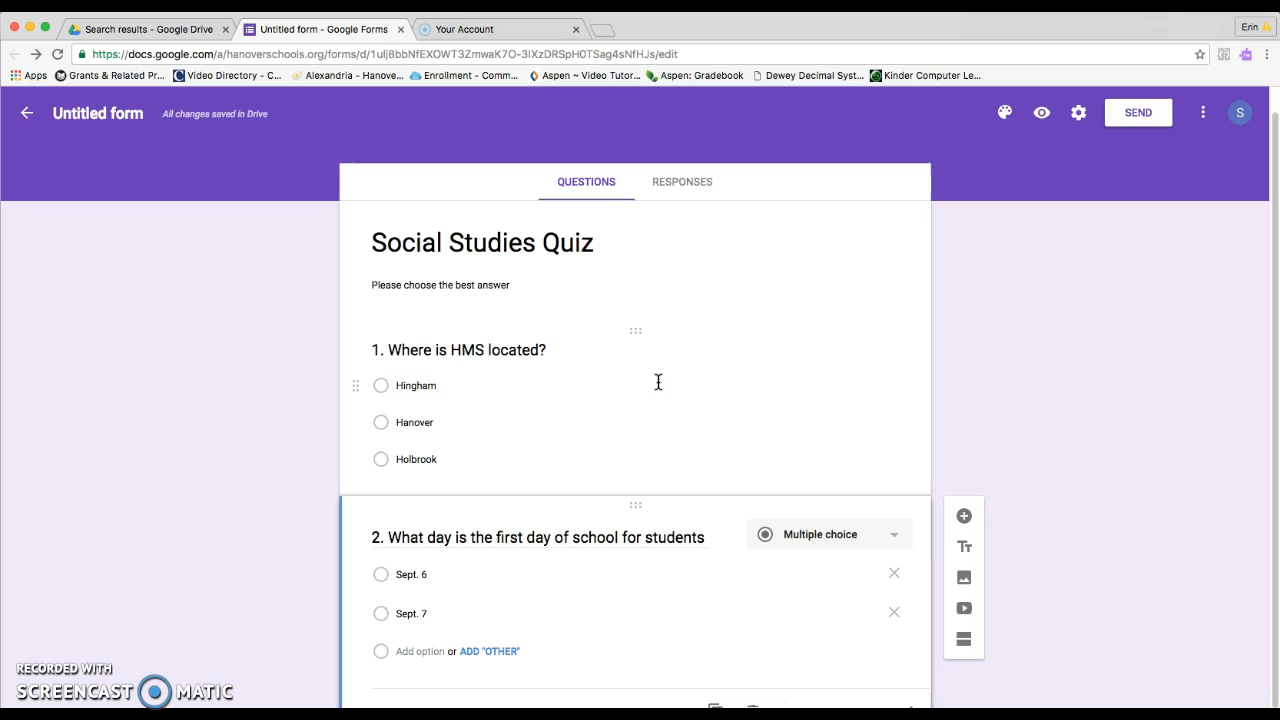 Search results - Google Drive
Untitled form - Google Forms
Your Account
Erin
https://docs.google.com/a/hanoverschools.org/forms/d/1ulj8bbNfEXOWT3ZmwaK7O-3IXzDRSpH0TSag4sNfHJs/edit
Apps Grants & Related Pr... Video Directory - C... Alexandria - Hanove... Enrollment - Comm... Aspen ~ Video Tutor... Aspen: Gradebook Dewey Decimal Syst... Kinder Computer Le...
Untitled form All changes saved in Drive SEND S
QUESTIONS RESPONSES
Social Studies Quiz
Please choose the best answer
1. Where is HMS located?
Hingham
Hanover
Holbrook
2. What day is the first day of school for students
Multiple choice
Sept. 6
Sept. 7
Add option or ADD "OTHER"
RECORDED WITH
SCREENCAST MATIC